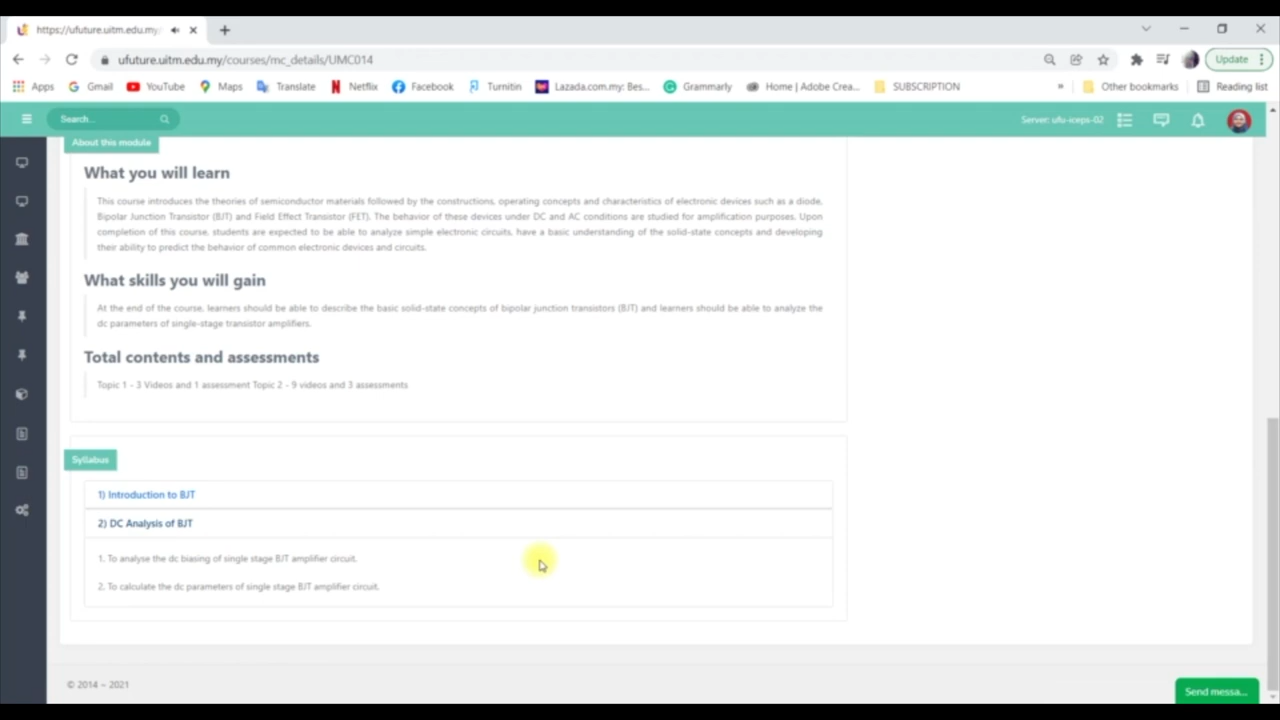 https://ufuture.uitm.edu.my/
ufuture.uitm.edu.my/courses/mc_details/UMC014
Update
Apps
Gmail
YouTube
Maps
Translate
Netflix
Facebook
Turnitin
Lazada.com.my: Bes...
Grammarly
Home | Adobe Crea...
SUBSCRIPTION
»
Other bookmarks
Reading list
Search...
Server: ufu-iceps-02
About this module
What you will learn
This course introduces the theories of semiconductor materials followed by the constructions, operating concepts and characteristics of electronic devices such as a diode,
Bipolar Junction Transistor (BJT) and Field Effect Transistor (FET). The behavior of these devices under DC and AC conditions are studied for amplification purposes. Upon
completion of this course, students are expected to be able to analyze simple electronic circuits, have a basic understanding of the solid-state concepts and developing
their ability to predict the behavior of common electronic devices and circuits.
What skills you will gain
At the end of the course, learners should be able to describe the basic solid-state concepts of bipolar junction transistors (BJT) and learners should be able to analyze the
dc parameters of single-stage transistor amplifiers.
Total contents and assessments
Topic 1 - 3 Videos and 1 assessment Topic 2 - 9 videos and 3 assessments
Syllabus
1) Introduction to BJT
2) DC Analysis of BJT
1. To analyse the dc biasing of single stage BJT amplifier circuit.
2. To calculate the dc parameters of single stage BJT amplifier circuit.
© 2014 ~ 2021
Send messa...